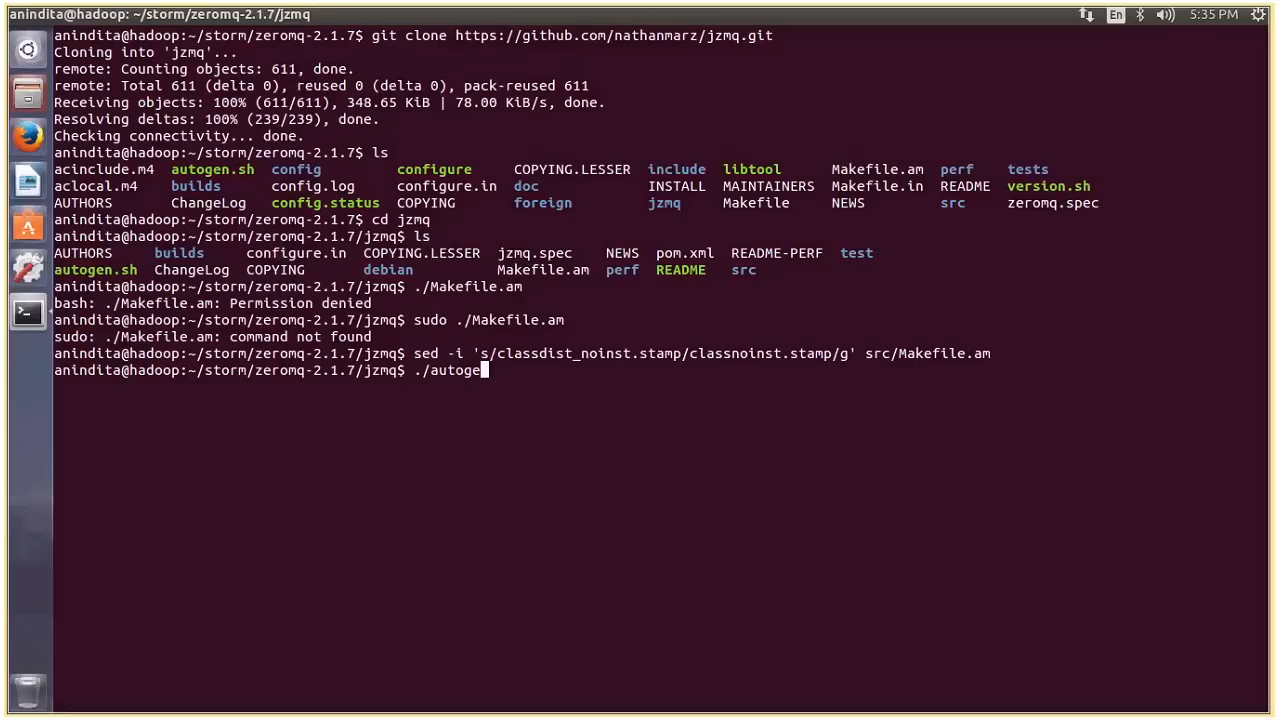 anindita@hadoop: ~/storm/zeromq-2.1.7/jzmq En 5:35 PM
anindita@hadoop:~/storm/zeromq-2.1.7$ git clone https://github.com/nathanmarz/jzmq.git
Cloning into 'jzmq'...
remote: Counting objects: 611, done.
remote: Total 611 (delta 0), reused 0 (delta 0), pack-reused 611
Receiving objects: 100% (611/611), 348.65 KiB | 78.00 KiB/s, done.
Resolving deltas: 100% (239/239), done.
Checking connectivity... done.
anindita@hadoop:~/storm/zeromq-2.1.7$ ls
acinclude.m4 autogen.sh config configure COPYING.LESSER include libtool Makefile.am perf tests
aclocal.m4 builds config.log configure.in doc INSTALL MAINTAINERS Makefile.in README version.sh
AUTHORS ChangeLog config.status COPYING foreign jzmq Makefile NEWS src zeromq.spec
anindita@hadoop:~/storm/zeromq-2.1.7$ cd jzmq
anindita@hadoop:~/storm/zeromq-2.1.7/jzmq$ ls
AUTHORS builds configure.in COPYING.LESSER jzmq.spec NEWS pom.xml README-PERF test
autogen.sh ChangeLog COPYING debian Makefile.am perf README src
anindita@hadoop:~/storm/zeromq-2.1.7/jzmq$ ./Makefile.am
bash: ./Makefile.am: Permission denied
anindita@hadoop:~/storm/zeromq-2.1.7/jzmq$ sudo ./Makefile.am
sudo: ./Makefile.am: command not found
anindita@hadoop:~/storm/zeromq-2.1.7/jzmq$ sed -i 's/classdist_noinst.stamp/classnoinst.stamp/g' src/Makefile.am
anindita@hadoop:~/storm/zeromq-2.1.7/jzmq$ ./autoge